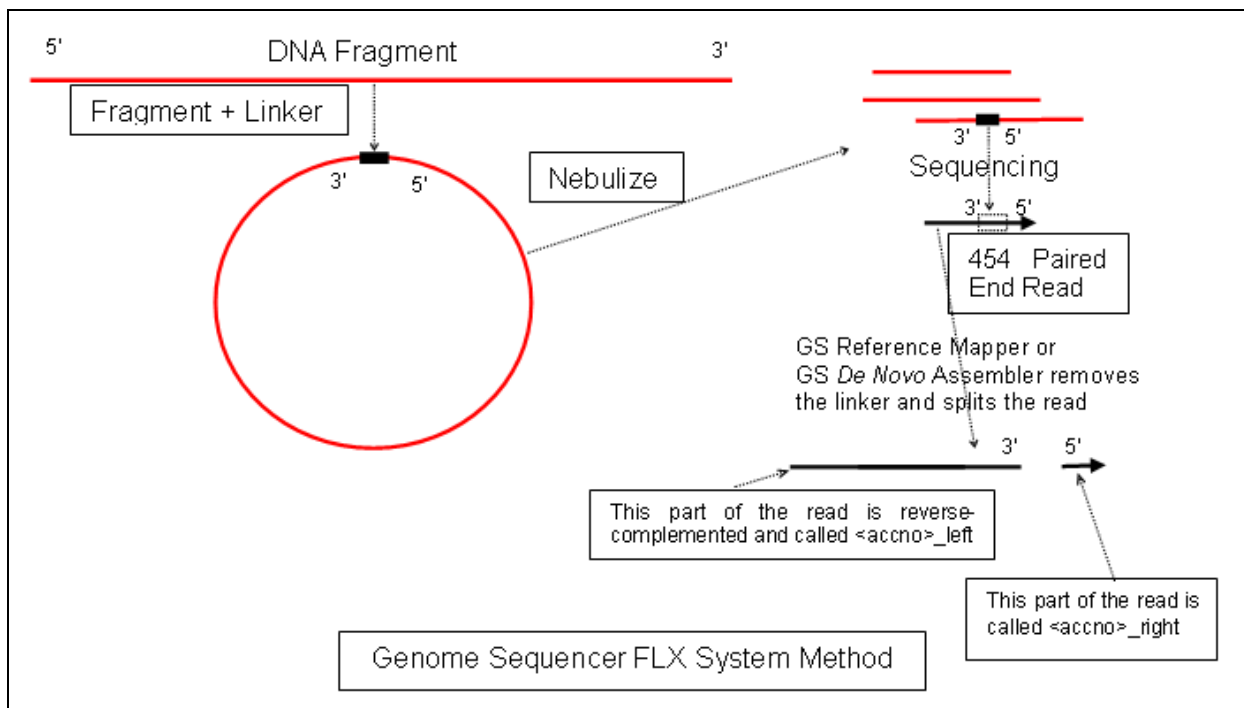 5'
DNA Fragment
3'
Fragment + Linker
3'
5'
Nebulize
3'
5'
Sequencing
3'
5'
454 Paired
End Read
GS Reference Mapper or
GS De Novo Assembler removes
the linker and splits the read
3'
5'
This part of the read is reverse-
complemented and called <accno>_left
This part of the read is
called <accno>_right
Genome Sequencer FLX System Method